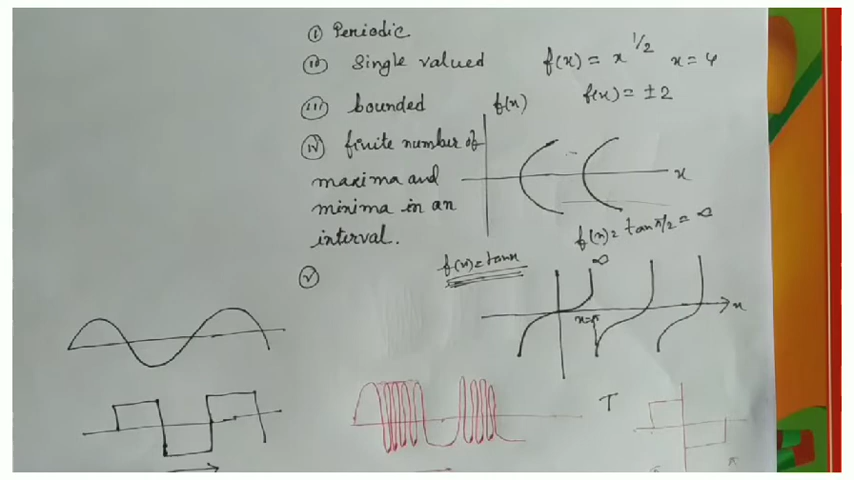 (i) Periodic
(ii) Single valued
f(x) = x^1/2 x = 4
f(x) = ±2
(iii) bounded
f(x)
(iv) finite number of
maxima and
minima in an
interval.
x
f(x) = tan π/2 = ∞
f(x) = tanx
∞
(v)
x
T
π